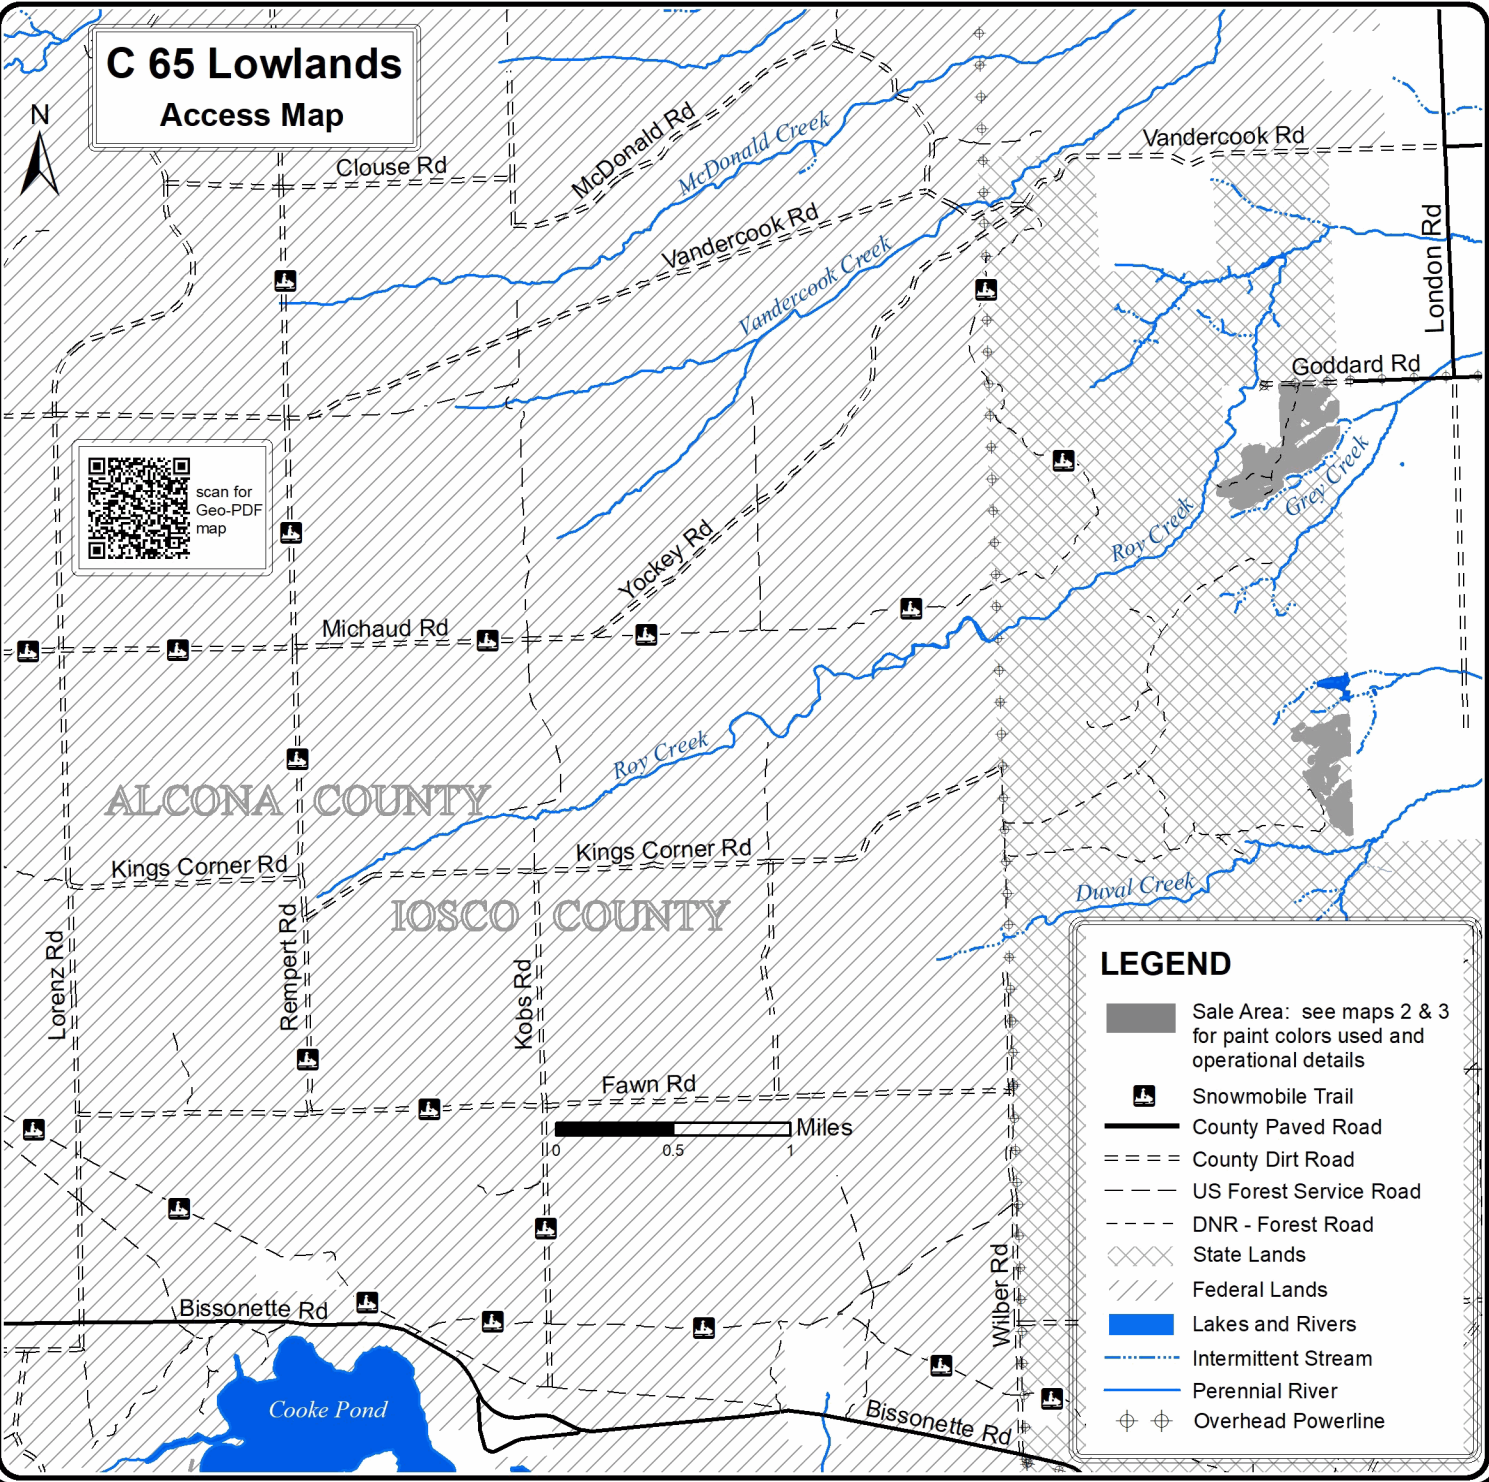 C 65 Lowlands
Access Map
N
Clouse Rd
McDonald Rd
McDonald Creek
Vandercook Rd
Vandercook Rd
Vandercook Creek
London Rd
Goddard Rd
Grey Creek
Roy Creek
scan for
Geo-PDF
map
Yockey Rd
Michaud Rd
Roy Creek
ALCONA COUNTY
Kings Corner Rd
Kings Corner Rd
IOSCO COUNTY
Duval Creek
Lorenz Rd
Rempert Rd
Kobs Rd
Fawn Rd
Miles
0 0.5 1
Wilber Rd
Bissonette Rd
Cooke Pond
Bissonette Rd
LEGEND
Sale Area: see maps 2 & 3
for paint colors used and
operational details
Snowmobile Trail
County Paved Road
County Dirt Road
US Forest Service Road
DNR - Forest Road
State Lands
Federal Lands
Lakes and Rivers
Intermittent Stream
Perennial River
Overhead Powerline